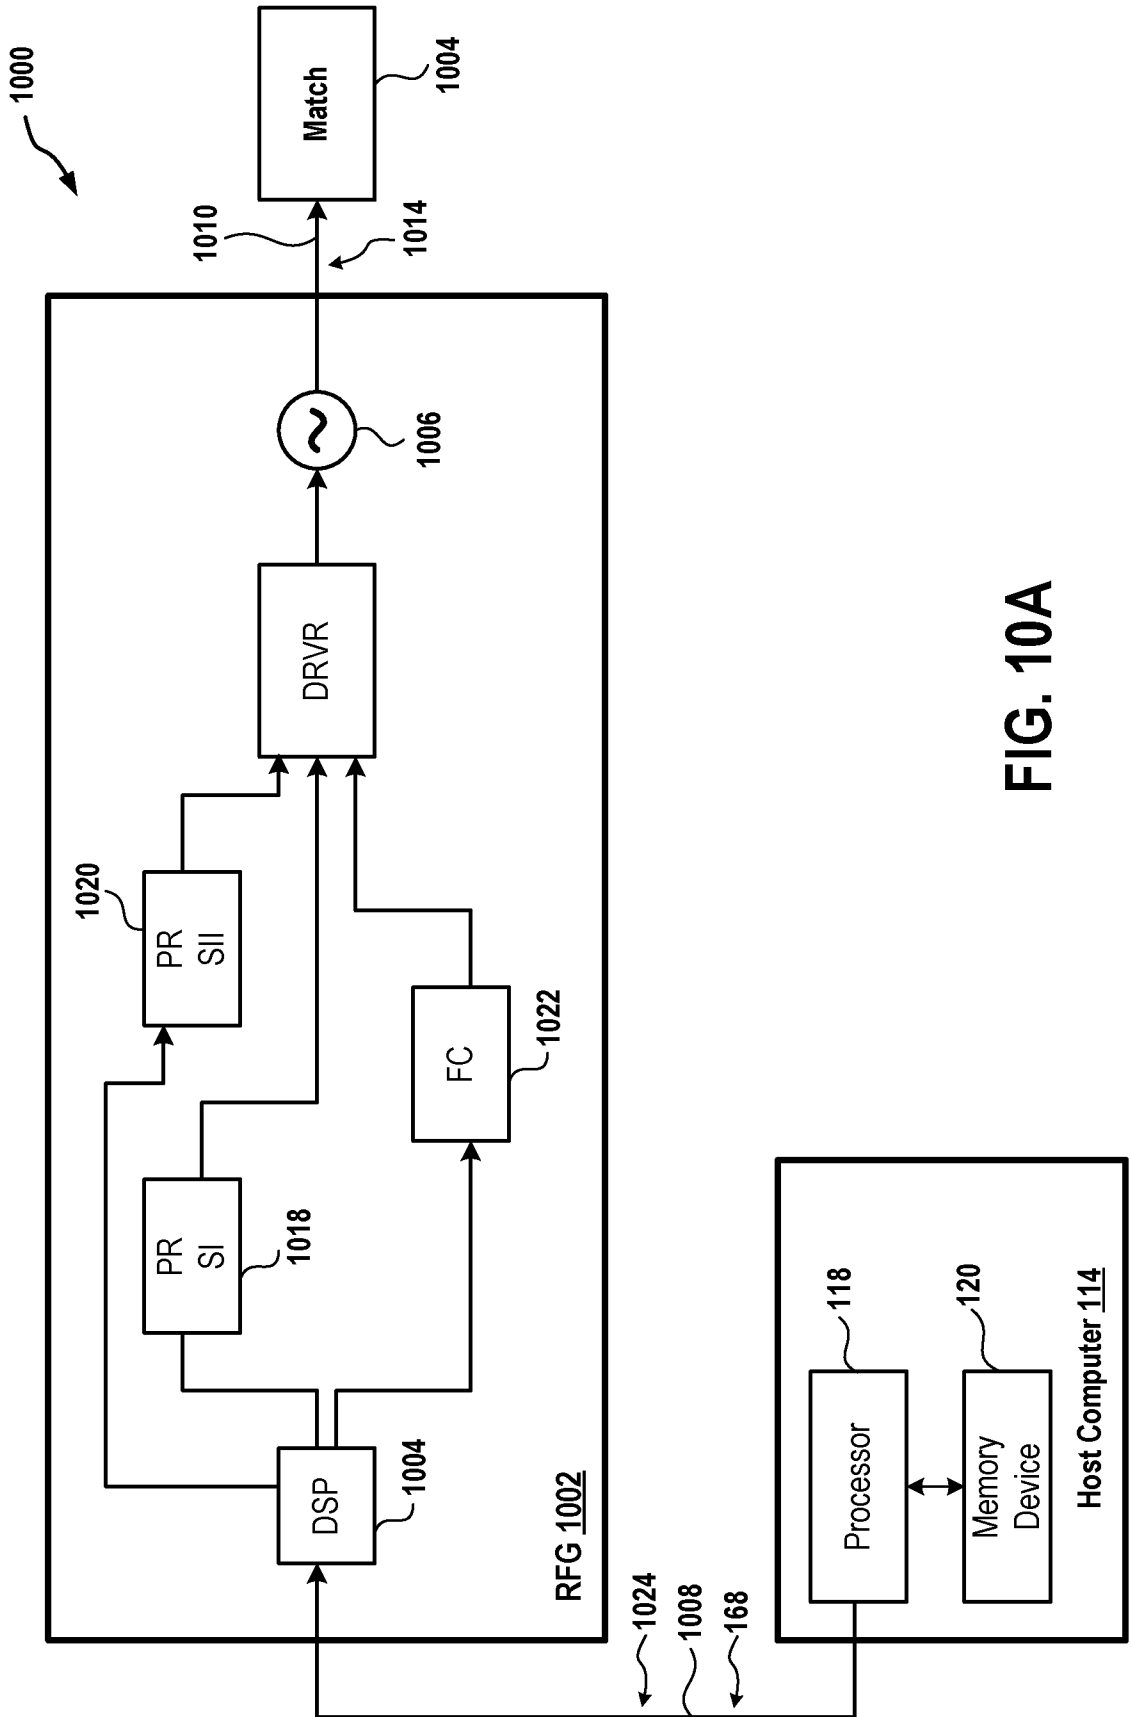 1000
Match
1004
1010
1014
1006
DRVR
1020
PR
SII
PR
SI
1018
FC
1022
DSP
1004
RFG 1002
1024
1008
168
Processor
118
Memory
Device
120
Host Computer 114
FIG. 10A